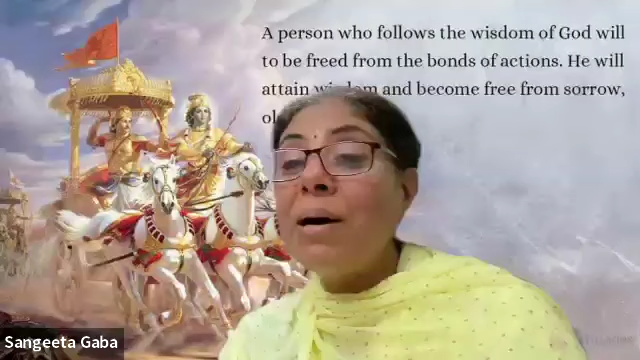 A person who follows the wisdom of God will
to be freed from the bonds of actions. He will
attain wisdom and become free from sorrow,
Sangeeta Gaba